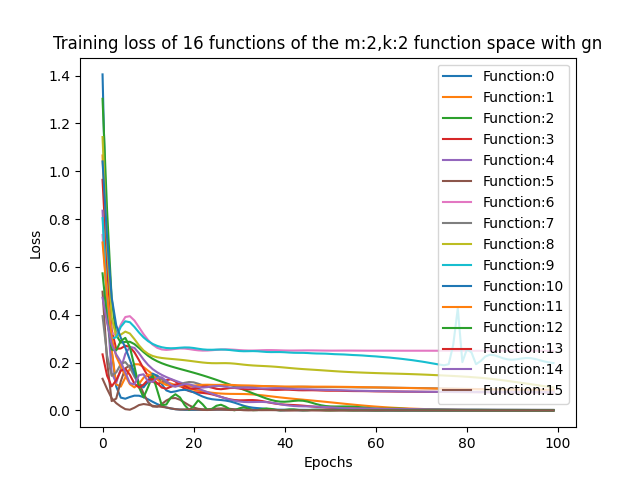 Training loss of 16 functions of the m:2,k:2 function space with gn
Loss
1.4
1.2
1.0
0.8
0.6
0.4
0.2
0.0
Function:0
Function:1
Function:2
Function:3
Function:4
Function:5
Function:6
Function:7
Function:8
Function:9
Function:10
Function:11
Function:12
Function:13
Function:14
Function:15
0 20 40 60 80 100
Epochs